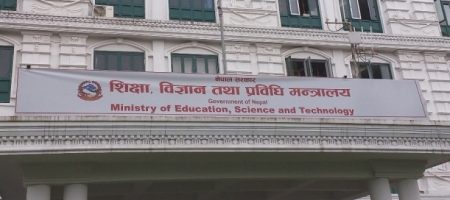 नेपाल सरकार
शिक्षा, विज्ञान तथा प्रविधि मन्त्रालय
Government of Nepal
Ministry of Education, Science and Technology